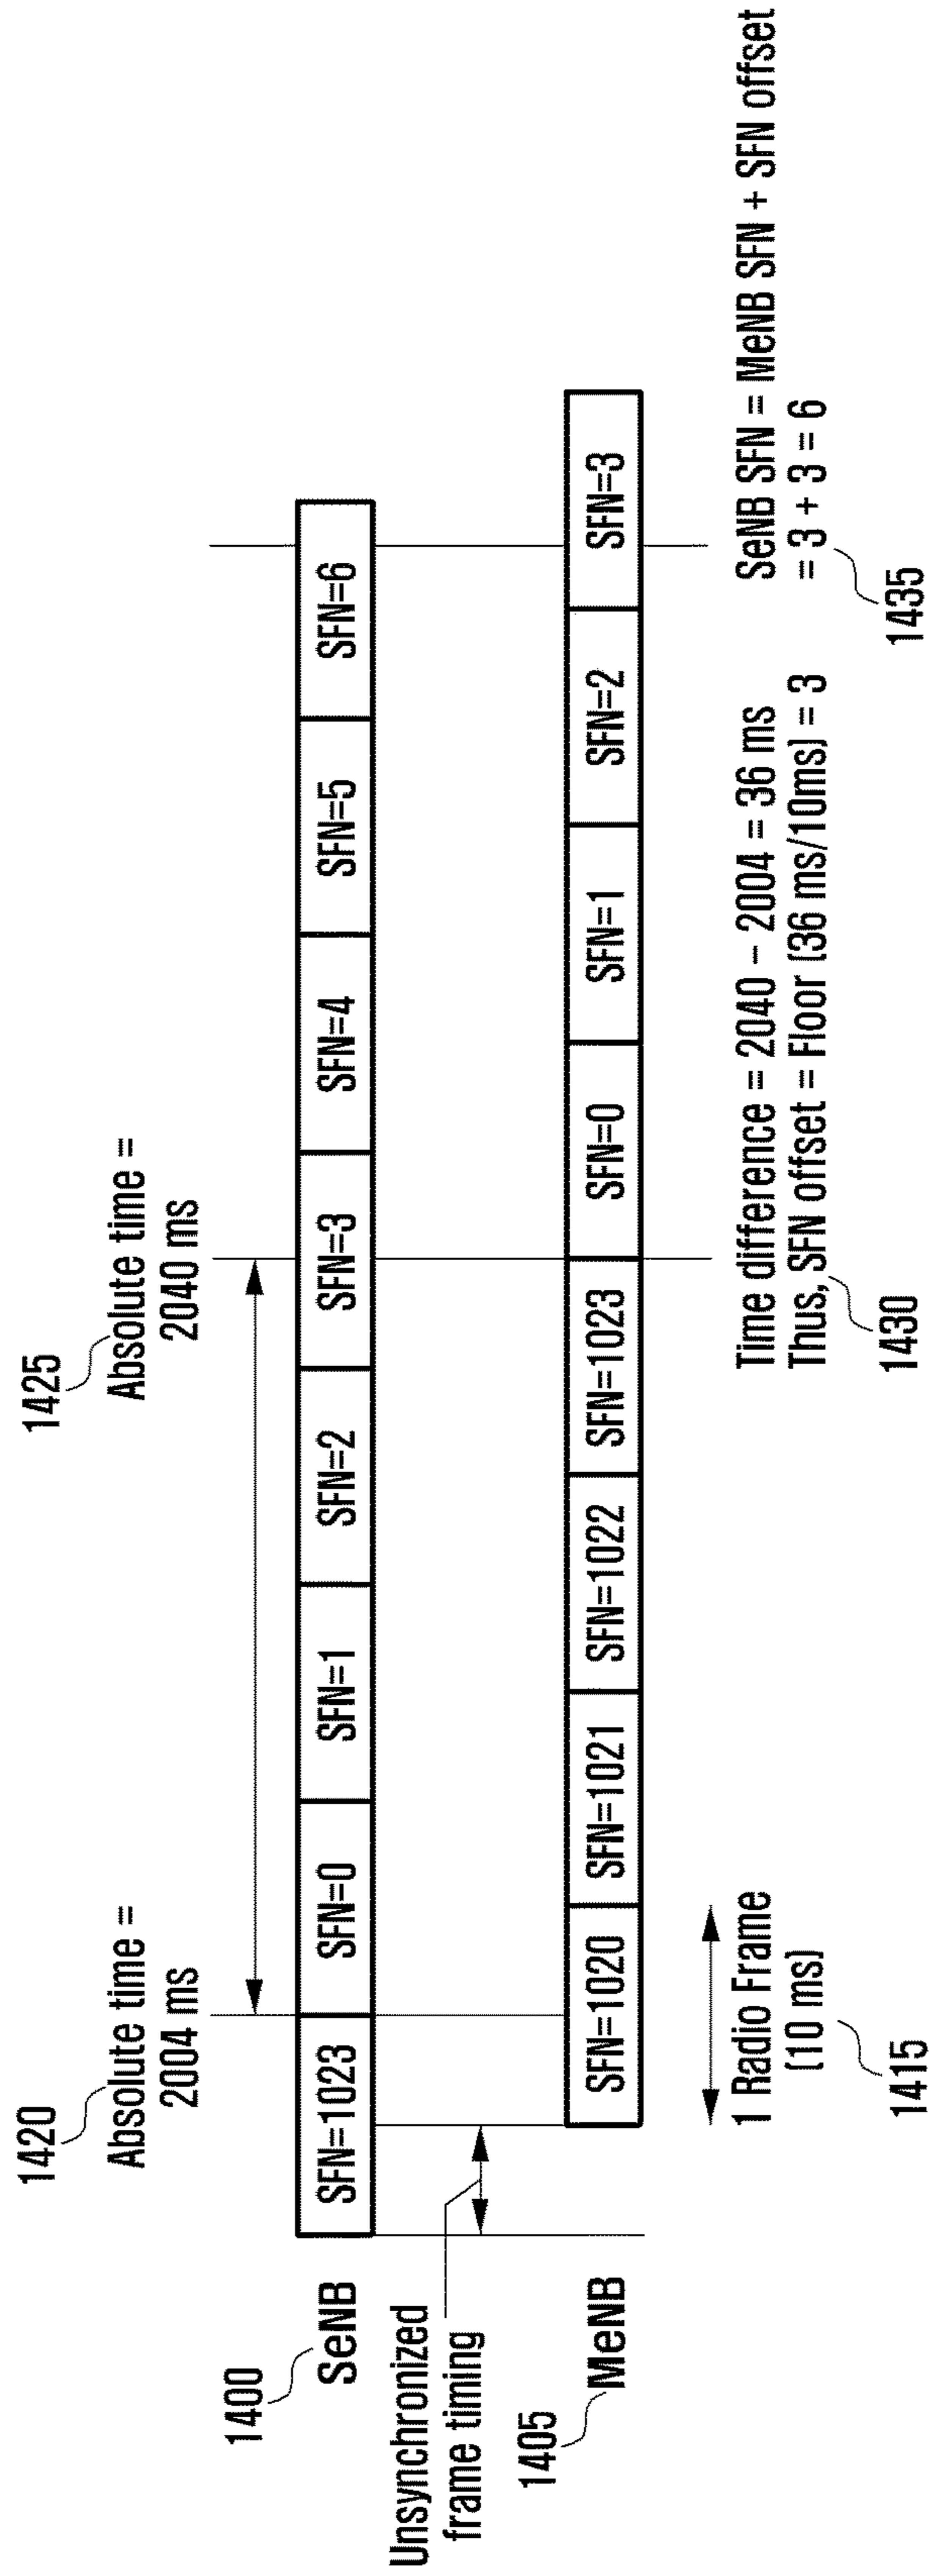 1420
Absolute time =
2004 ms
1425
Absolute time =
2040 ms
1400
SeNB
SFN=1023
SFN=0
SFN=1
SFN=2
SFN=3
SFN=4
SFN=5
SFN=6
Unsynchronized
frame timing
1405
MeNB
SFN=1020
SFN=1021
SFN=1022
SFN=1023
SFN=0
SFN=1
SFN=2
SFN=3
1 Radio Frame
(10 ms)
1415
Time difference = 2040 – 2004 = 36 ms
Thus, SFN offset = Floor (36 ms/10ms) = 3
1430
SeNB SFN = MeNB SFN + SFN offset
= 3 + 3 = 6
1435